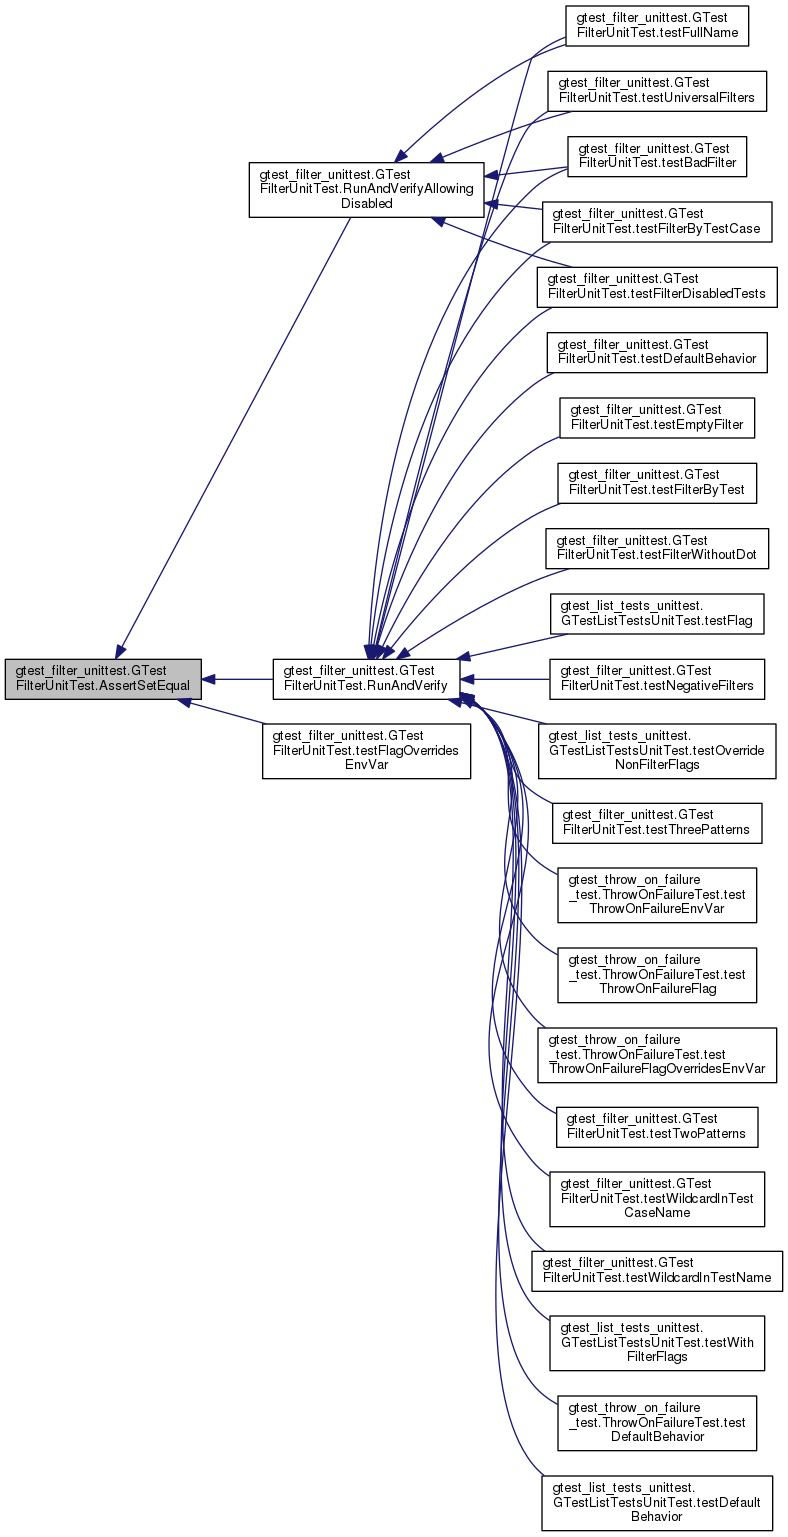 gtest_filter_unittest.GTest
FilterUnitTest.testFullName
gtest_filter_unittest.GTest
FilterUnitTest.testUniversalFilters
gtest_filter_unittest.GTest
FilterUnitTest.testBadFilter
gtest_filter_unittest.GTest
FilterUnitTest.RunAndVerifyAllowing
Disabled
gtest_filter_unittest.GTest
FilterUnitTest.testFilterByTestCase
gtest_filter_unittest.GTest
FilterUnitTest.testFilterDisabledTests
gtest_filter_unittest.GTest
FilterUnitTest.testDefaultBehavior
gtest_filter_unittest.GTest
FilterUnitTest.testEmptyFilter
gtest_filter_unittest.GTest
FilterUnitTest.testFilterByTest
gtest_filter_unittest.GTest
FilterUnitTest.testFilterWithoutDot
gtest_list_tests_unittest.
GTestListTestsUnitTest.testFlag
gtest_filter_unittest.GTest
FilterUnitTest.AssertSetEqual
gtest_filter_unittest.GTest
FilterUnitTest.RunAndVerify
gtest_filter_unittest.GTest
FilterUnitTest.testNegativeFilters
gtest_filter_unittest.GTest
FilterUnitTest.testFlagOverrides
EnvVar
gtest_list_tests_unittest.
GTestListTestsUnitTest.testOverride
NonFilterFlags
gtest_filter_unittest.GTest
FilterUnitTest.testThreePatterns
gtest_throw_on_failure
_test.ThrowOnFailureTest.test
ThrowOnFailureEnvVar
gtest_throw_on_failure
_test.ThrowOnFailureTest.test
ThrowOnFailureFlag
gtest_throw_on_failure
_test.ThrowOnFailureTest.test
ThrowOnFailureFlagOverridesEnvVar
gtest_filter_unittest.GTest
FilterUnitTest.testTwoPatterns
gtest_filter_unittest.GTest
FilterUnitTest.testWildcardInTest
CaseName
gtest_filter_unittest.GTest
FilterUnitTest.testWildcardInTestName
gtest_list_tests_unittest.
GTestListTestsUnitTest.testWith
FilterFlags
gtest_throw_on_failure
_test.ThrowOnFailureTest.test
DefaultBehavior
gtest_list_tests_unittest.
GTestListTestsUnitTest.testDefault
Behavior